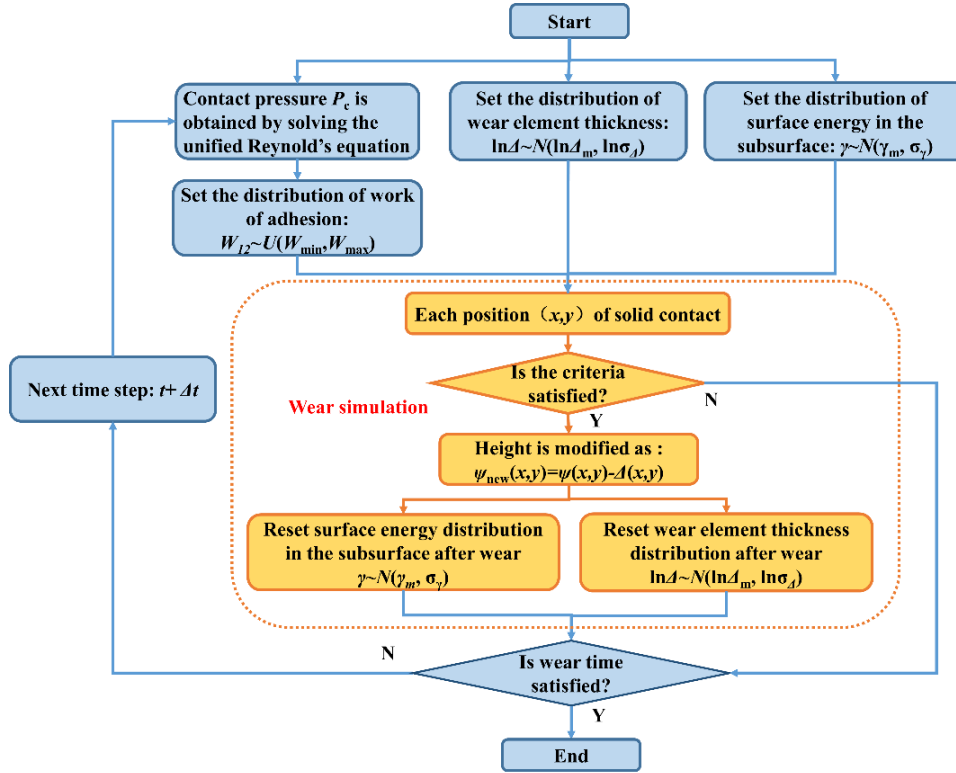 Start
Contact pressure Pc is
obtained by solving the
unified Reynold's equation
Set the distribution of
wear element thickness:
lnΔ~N(lnΔm, lnσΔ)
Set the distribution of
surface energy in the
subsurface: γ~N(γm, σγ)
Set the distribution of work
of adhesion:
W12~U(Wmin,Wmax)
Each position（x,y）of solid contact
Is the criteria
satisfied?
N
Y
Wear simulation
Next time step: t+ Δt
Height is modified as :
ψnew(x,y)=ψ(x,y)-Δ(x,y)
Reset surface energy distribution
in the subsurface after wear
γ~N(γm, σγ)
Reset wear element thickness
distribution after wear
lnΔ~N(lnΔm, lnσΔ)
N
Is wear time
satisfied?
Y
End